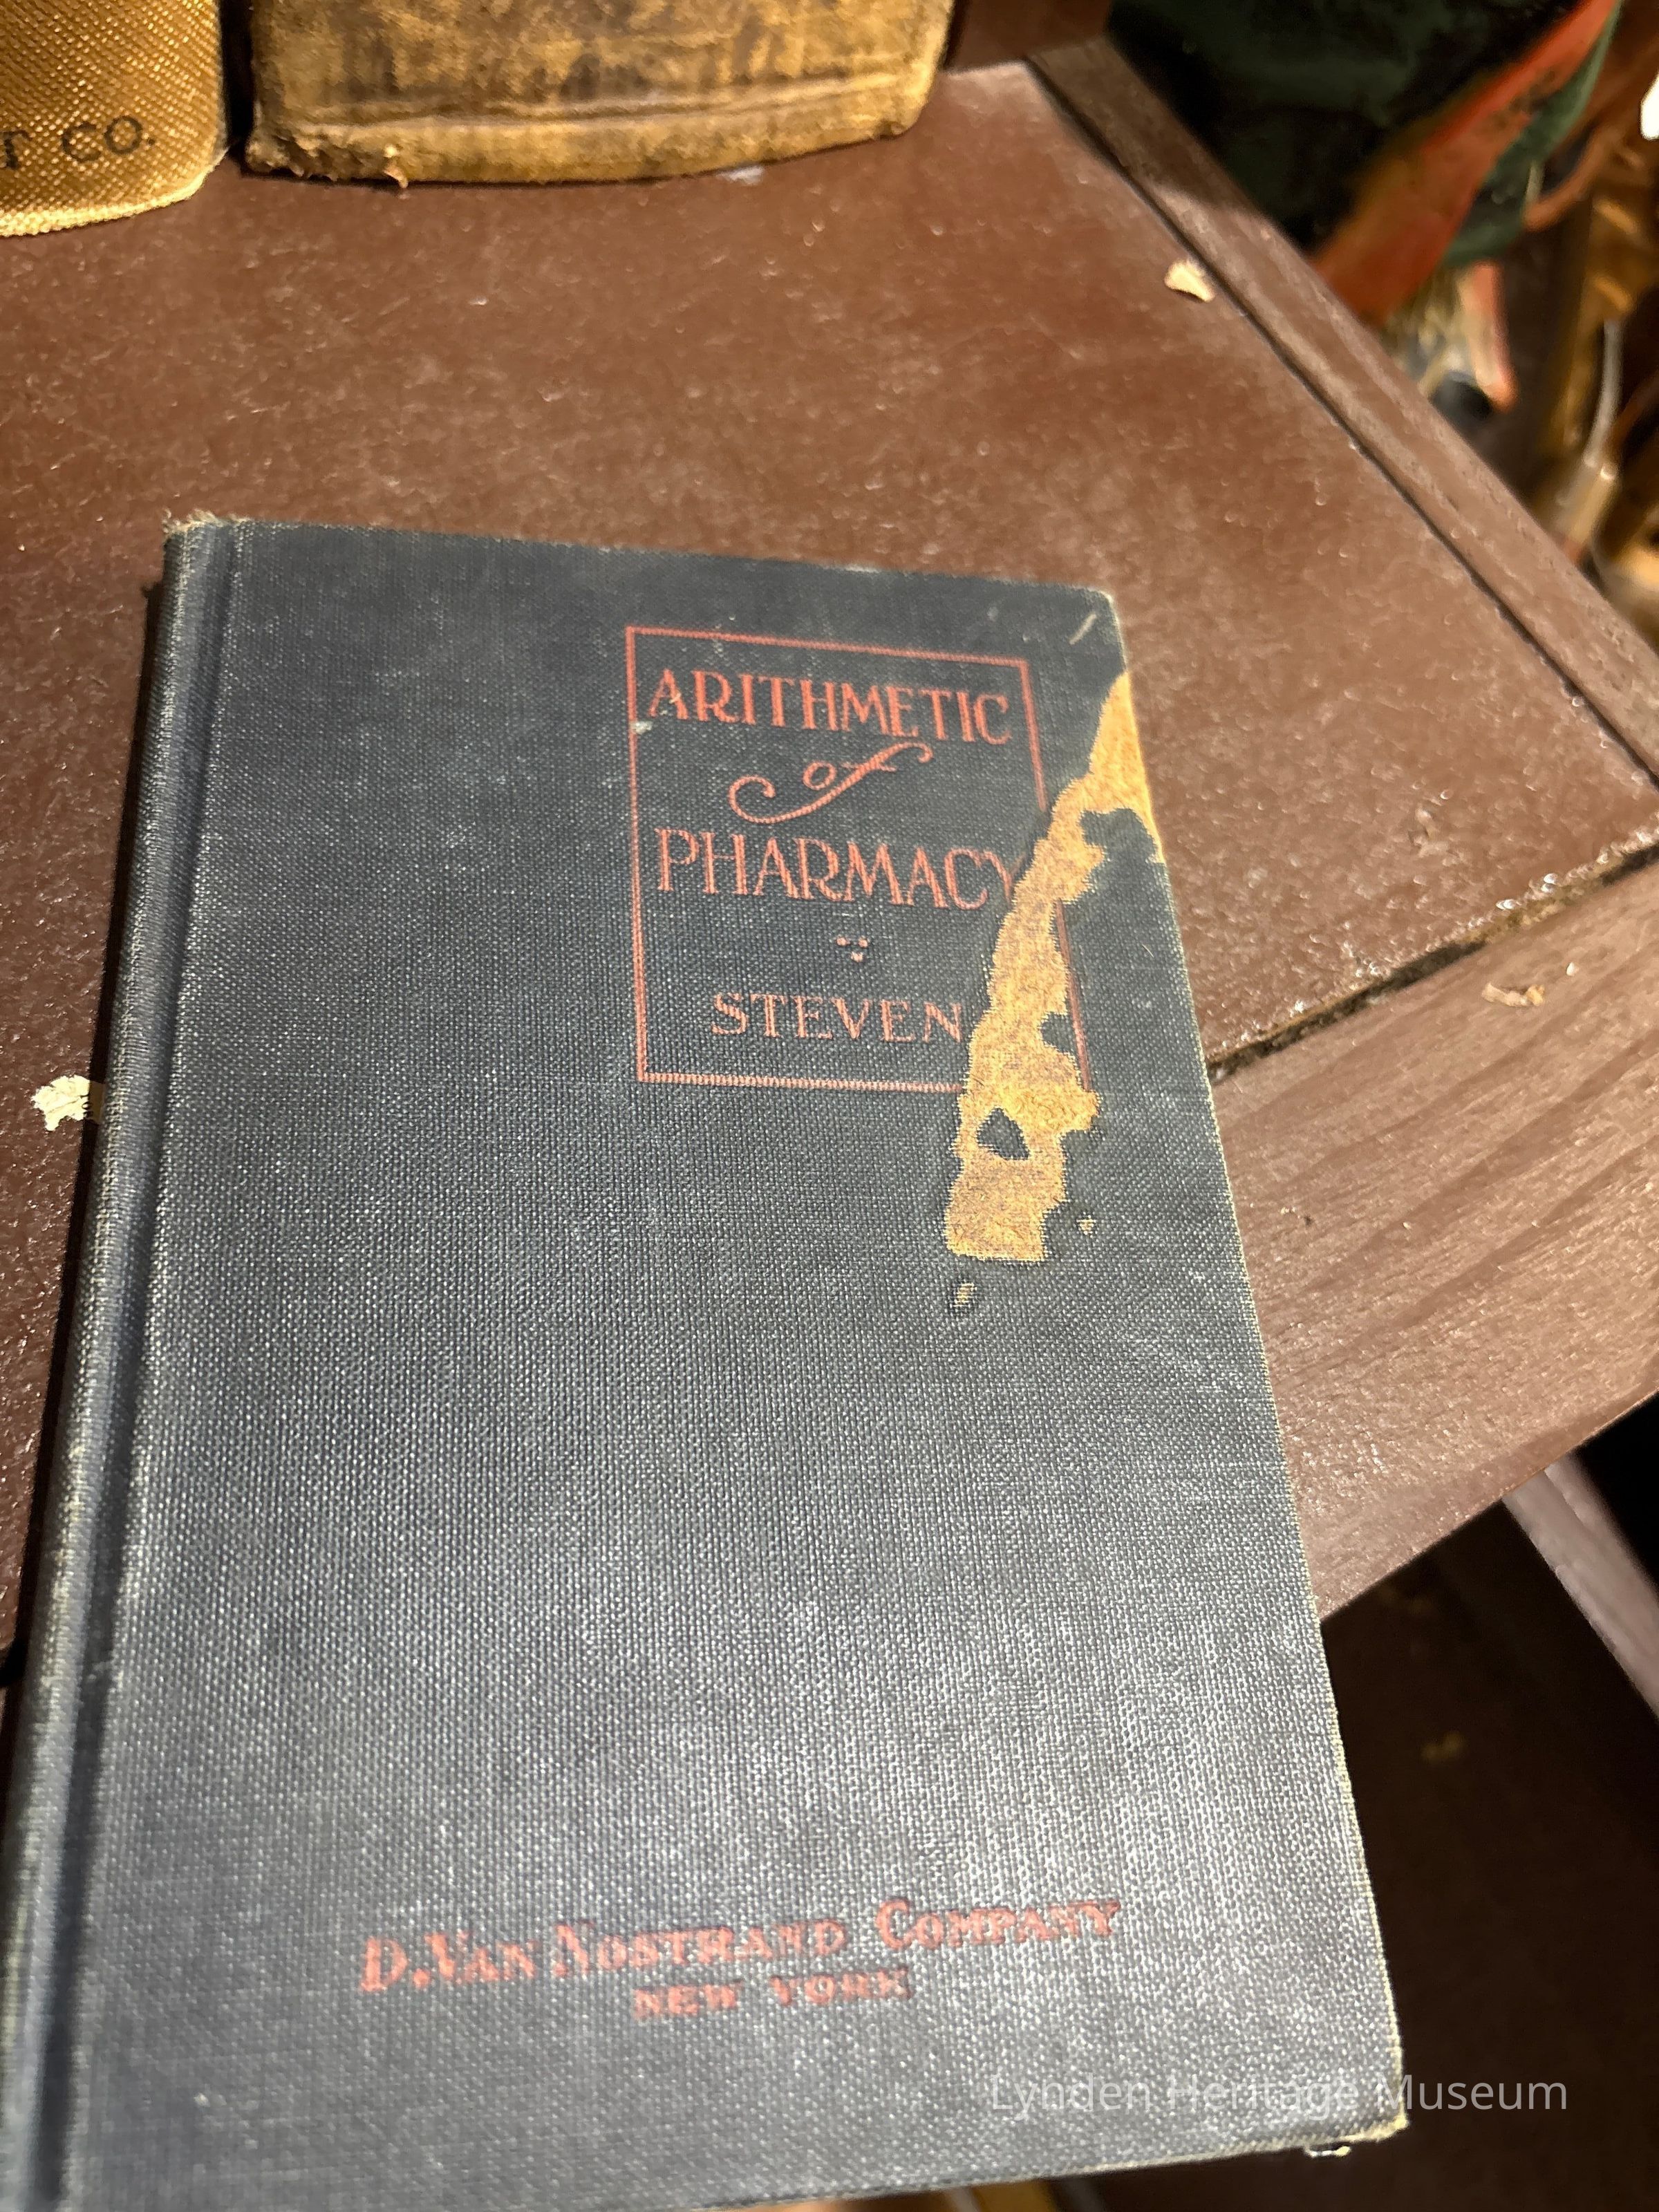 T CO.
ARITHMETIC
of
PHARMACY
STEVEN
D. VAN NOSTRAND COMPANY
NEW YORK
Lynden Heritage Museum